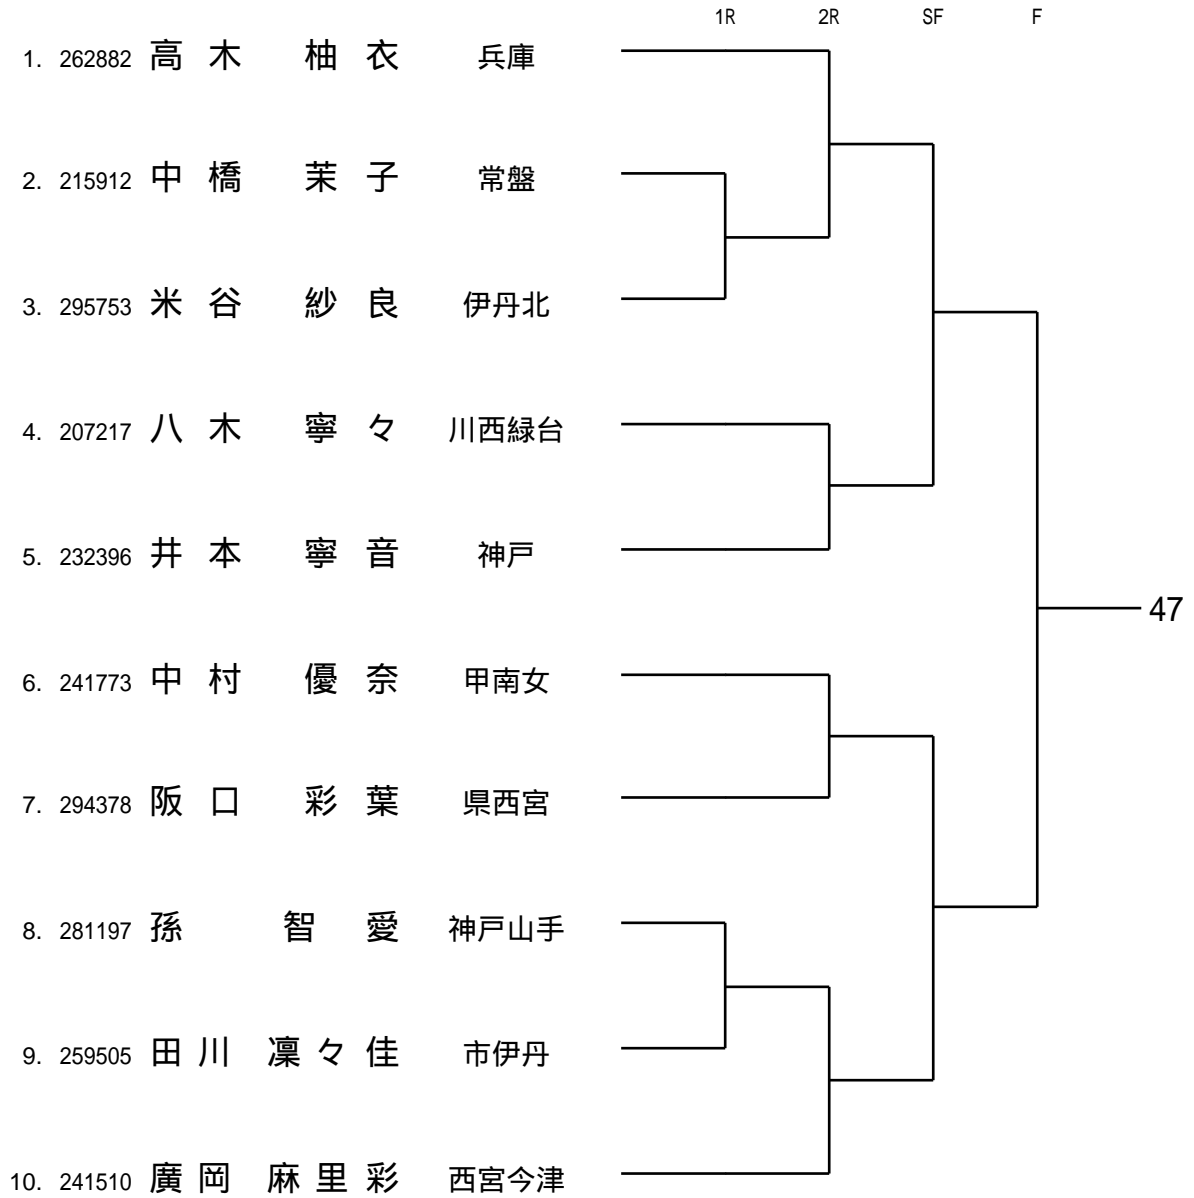 1R 2R SF F
1. 262882 高木 柚衣 兵庫
2. 215912 中橋 茉子 常盤
3. 295753 米谷 紗良 伊丹北
4. 207217 八木 寧々 川西緑台
5. 232396 井本 寧音 神戸
47
6. 241773 中村 優奈 甲南女
7. 294378 阪口 彩葉 県西宮
8. 281197 孫 智愛 神戸山手
9. 259505 田川 凜々佳 市伊丹
10. 241510 廣岡 麻里彩 西宮今津